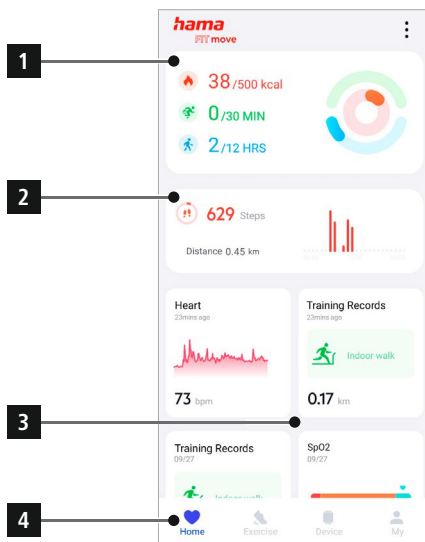 hama
FIT move
1
38/500 kcal
0/30 MIN
2/12 HRS
2
629 Steps
Distance 0.45 km
Heart
23mins ago
73 bpm
Training Records
23mins ago
Indoor walk
0.17 km
3
Training Records
09/27
Indoor walk
SpO2
09/27
4
Home
Exercise
Device
My